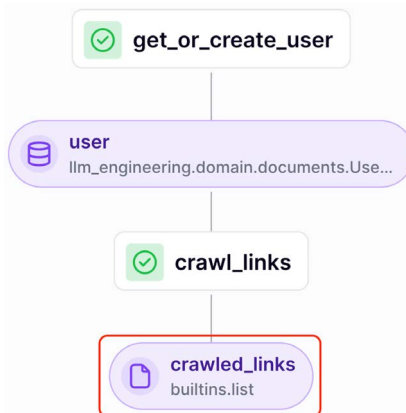 get_or_create_user
user
llm_engineering.domain.documents.Use...
crawl_links
crawled_links
builtins.list